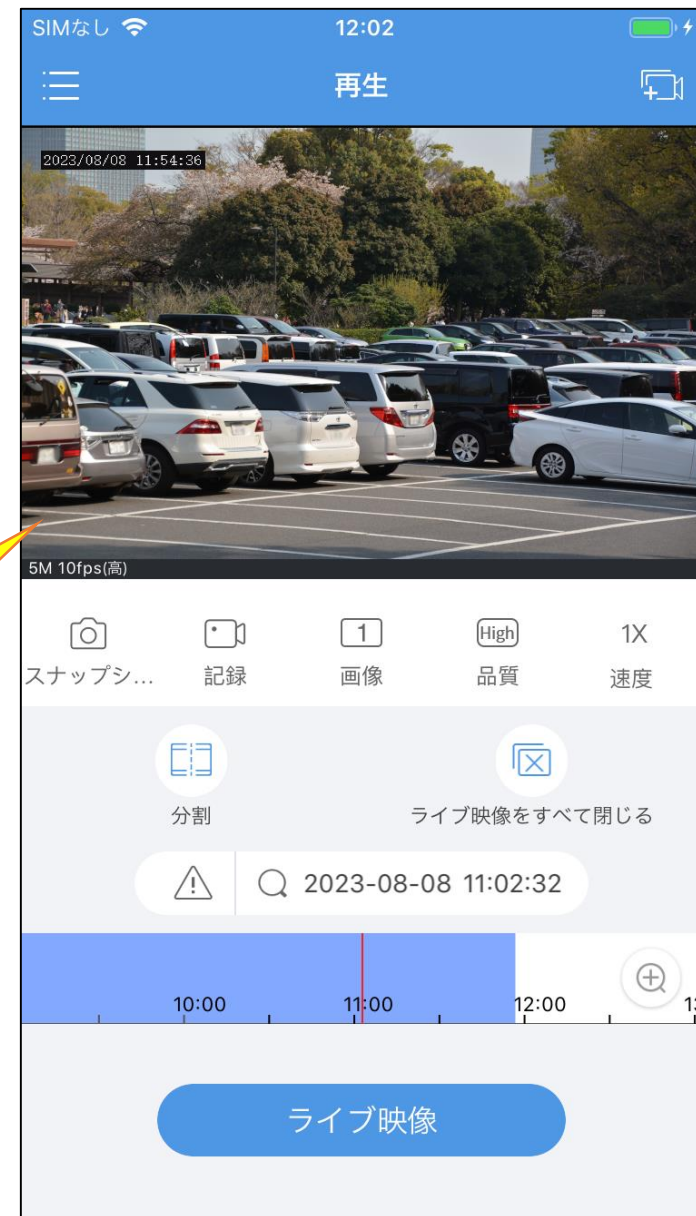 SIMなし 12:02
再生
2023/08/08 11:54:36
5M 10fps(高)
1 High 1X
スナップシ... 記録 画像 品質 速度
分割 ライブ映像をすべて閉じる
2023-08-08 11:02:32
10:00 11:00 12:00
ライブ映像